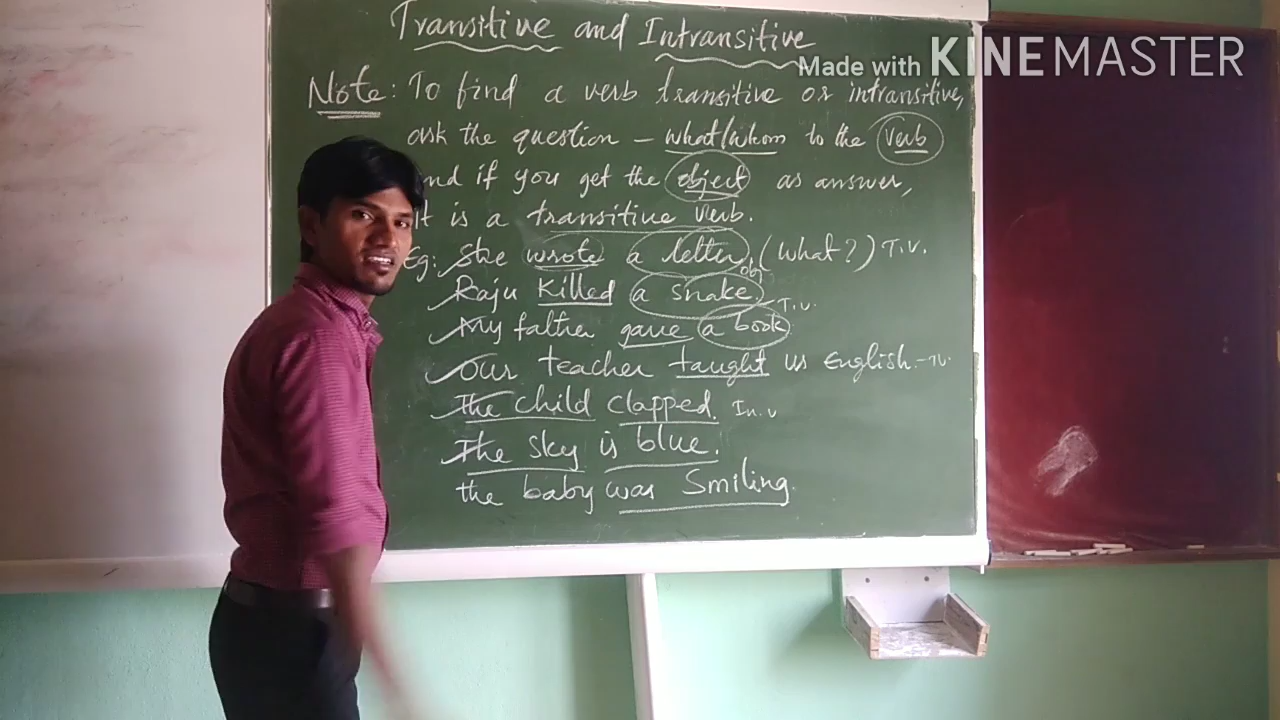 Transitive and Intransitive
Made with KINEMASTER
Note: To find a verb transitive or intransitive,
ask the question – what/whom to the verb
and if you get the object as answer,
It is a transitive verb.
Eg: She wrote a letter. (What?) T.V.
obj
Raju Killed a snake. T.V.
My father gave a book
Our teacher taught us English. – TV.
The child clapped. In.v
The sky is blue.
the baby was Smiling.